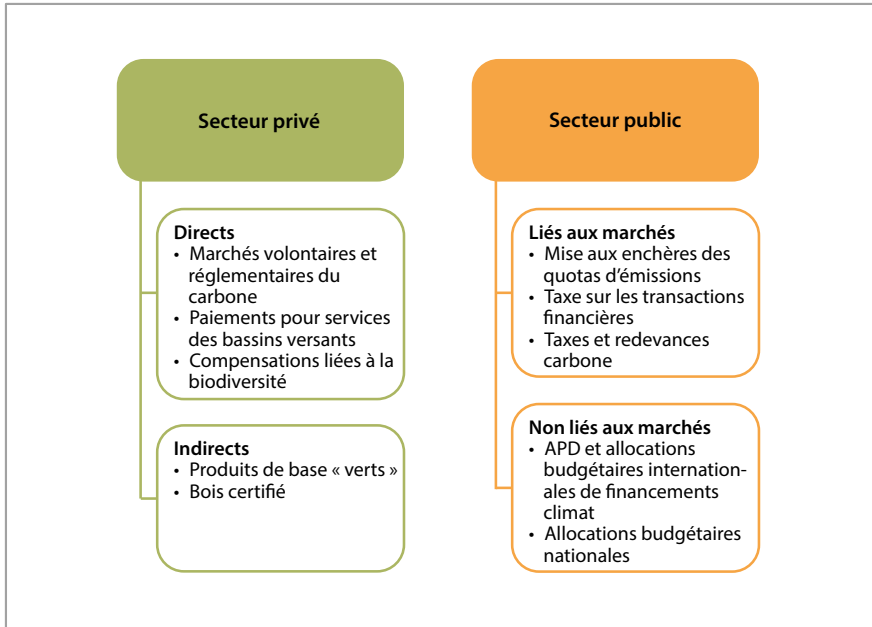 Secteur privé
Directs
• Marchés volontaires et
réglementaires du
carbone
• Paiements pour services
des bassins versants
• Compensations liées à la
biodiversité
Indirects
• Produits de base « verts »
• Bois certifié
Secteur public
Liés aux marchés
• Mise aux enchères des
quotas d’émissions
• Taxe sur les transactions
financières
• Taxes et redevances
carbone
Non liés aux marchés
• APD et allocations
budgétaires internation-
ales de financements
climat
• Allocations budgétaires
nationales